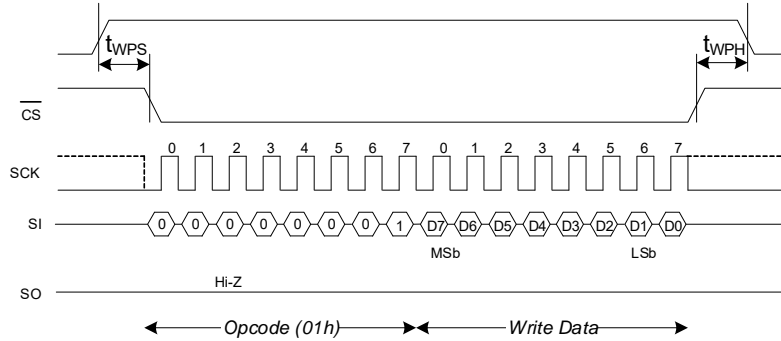 tWPS tWPH
CS
0 1 2 3 4 5 6 7 0 1 2 3 4 5 6 7
SCK
SI 0 0 0 0 0 0 0 1 D7 D6 D5 D4 D3 D2 D1 D0
MSb LSb
Hi-Z
SO
Opcode (01h) Write Data